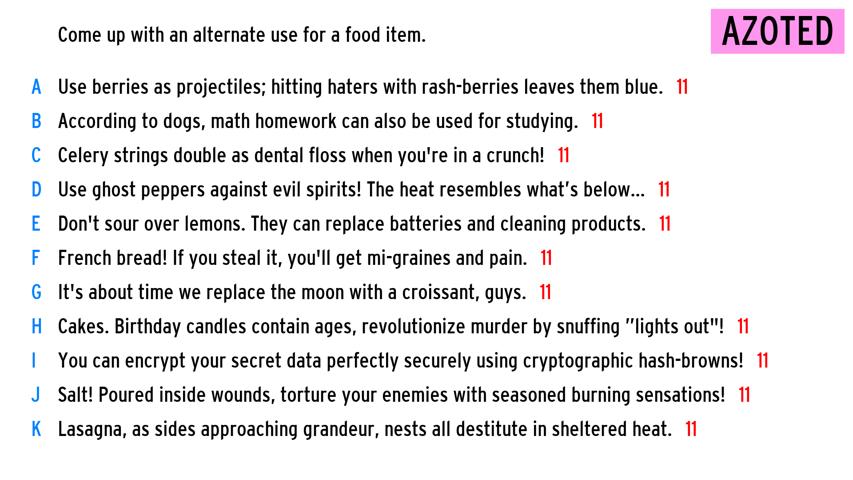 Come up with an alternate use for a food item.
AZOTED
A Use berries as projectiles; hitting haters with rash-berries leaves them blue. 11
B According to dogs, math homework can also be used for studying. 11
C Celery strings double as dental floss when you're in a crunch! 11
D Use ghost peppers against evil spirits! The heat resembles what’s below... 11
E Don't sour over lemons. They can replace batteries and cleaning products. 11
F French bread! If you steal it, you'll get mi-graines and pain. 11
G It's about time we replace the moon with a croissant, guys. 11
H Cakes. Birthday candles contain ages, revolutionize murder by snuffing ”lights out"! 11
I You can encrypt your secret data perfectly securely using cryptographic hash-browns! 11
J Salt! Poured inside wounds, torture your enemies with seasoned burning sensations! 11
K Lasagna, as sides approaching grandeur, nests all destitute in sheltered heat. 11